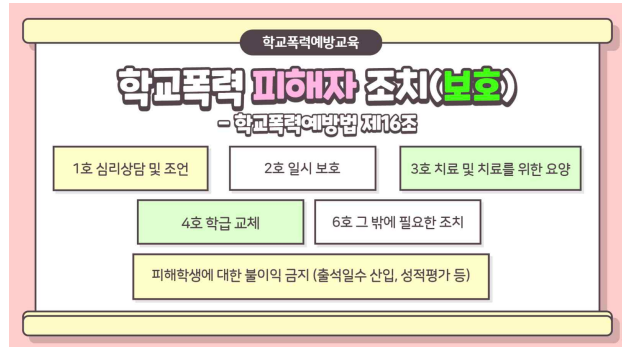 학교폭력예방교육
학교폭력 피해자 조치(보호)
- 학교폭력예방법 제16조
1호 심리상담 및 조언
2호 일시 보호
3호 치료 및 치료를 위한 요양
4호 학급 교체
6호 그 밖에 필요한 조치
피해학생에 대한 불이익 금지 (출석일수 산입, 성적평가 등)